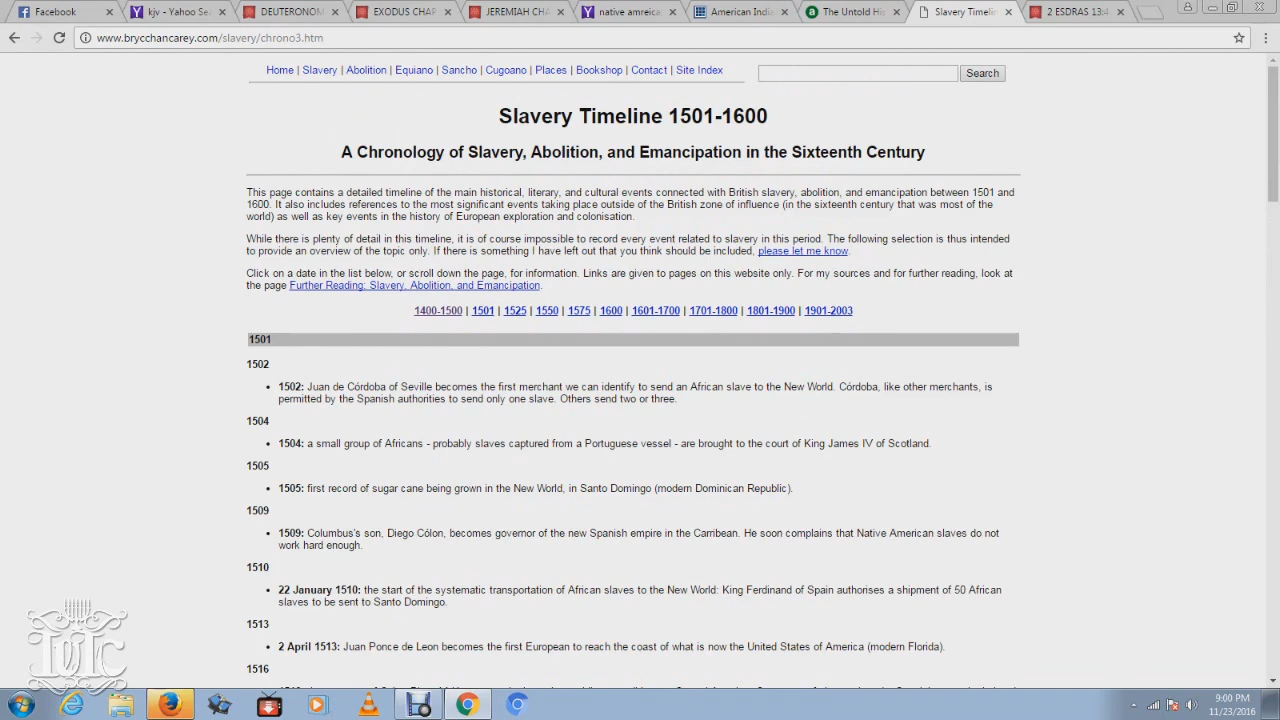 Facebook
kjv - Yahoo Se
DEUTERONOM
EXODUS CHAP
JEREMIAH CHA
native amreica
American Indi
The Untold His
Slavery Timelin
2 ESDRAS 13:4
www.brycchancarey.com/slavery/chrono3.htm
Home | Slavery | Abolition | Equiano | Sancho | Cugoano | Places | Bookshop | Contact | Site Index
Search
Slavery Timeline 1501-1600
A Chronology of Slavery, Abolition, and Emancipation in the Sixteenth Century
This page contains a detailed timeline of the main historical, literary, and cultural events connected with British slavery, abolition, and emancipation between 1501 and
1600. It also includes references to the most significant events taking place outside of the British zone of influence (in the sixteenth century that was most of the
world) as well as key events in the history of European exploration and colonisation.
While there is plenty of detail in this timeline, it is of course impossible to record every event related to slavery in this period. The following selection is thus intended
to provide an overview of the topic only. If there is something I have left out that you think should be included, please let me know.
Click on a date in the list below, or scroll down the page, for information. Links are given to pages on this website only. For my sources and for further reading, look at
the page Further Reading: Slavery, Abolition, and Emancipation.
1400-1500 | 1501 | 1525 | 1550 | 1575 | 1600 | 1601-1700 | 1701-1800 | 1801-1900 | 1901-2003
1501
1502
• 1502: Juan de Córdoba of Seville becomes the first merchant we can identify to send an African slave to the New World. Córdoba, like other merchants, is
permitted by the Spanish authorities to send only one slave. Others send two or three.
1504
• 1504: a small group of Africans - probably slaves captured from a Portuguese vessel - are brought to the court of King James IV of Scotland.
1505
• 1505: first record of sugar cane being grown in the New World, in Santo Domingo (modern Dominican Republic).
1509
• 1509: Columbus's son, Diego Cólon, becomes governor of the new Spanish empire in the Carribean. He soon complains that Native American slaves do not
work hard enough.
1510
• 22 January 1510: the start of the systematic transportation of African slaves to the New World: King Ferdinand of Spain authorises a shipment of 50 African
slaves to be sent to Santo Domingo.
1513
• 2 April 1513: Juan Ponce de Leon becomes the first European to reach the coast of what is now the United States of America (modern Florida).
1516
9:00 PM
11/23/2016